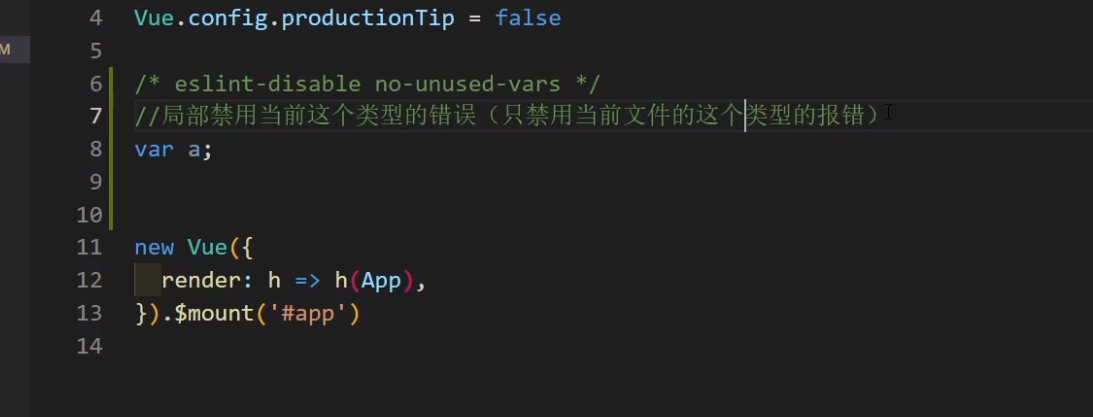 4 Vue.config.productionTip = false
M 5
6 /* eslint-disable no-unused-vars */
7 //局部禁用当前这个类型的错误（只禁用当前文件的这个类型的报错）
8 var a;
9
10
11 new Vue({
12 render: h => h(App),
13 }).$mount('#app')
14